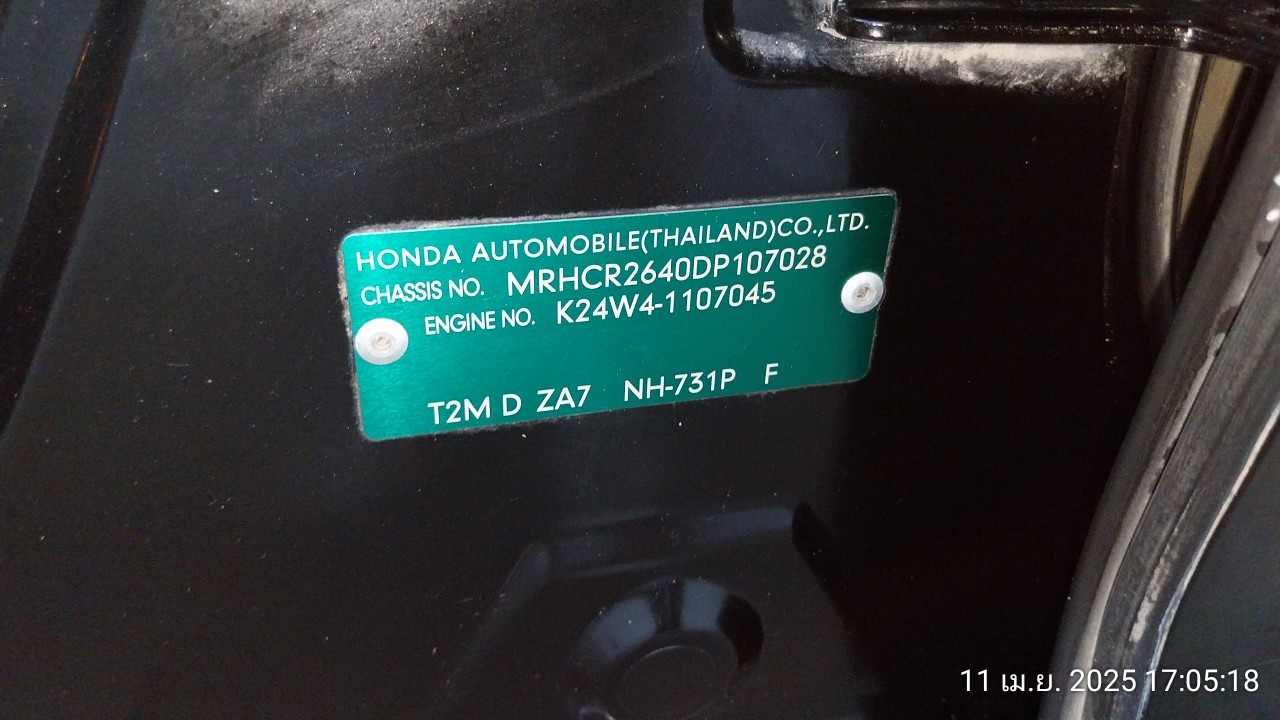 HONDA AUTOMOBILE(THAILAND)CO.,LTD.
CHASSIS NO. MRHCR2640DP107028
ENGINE NO. K24W4-1107045
T2M D ZA7 NH-731P F
11 เม.ย. 2025 17:05:18